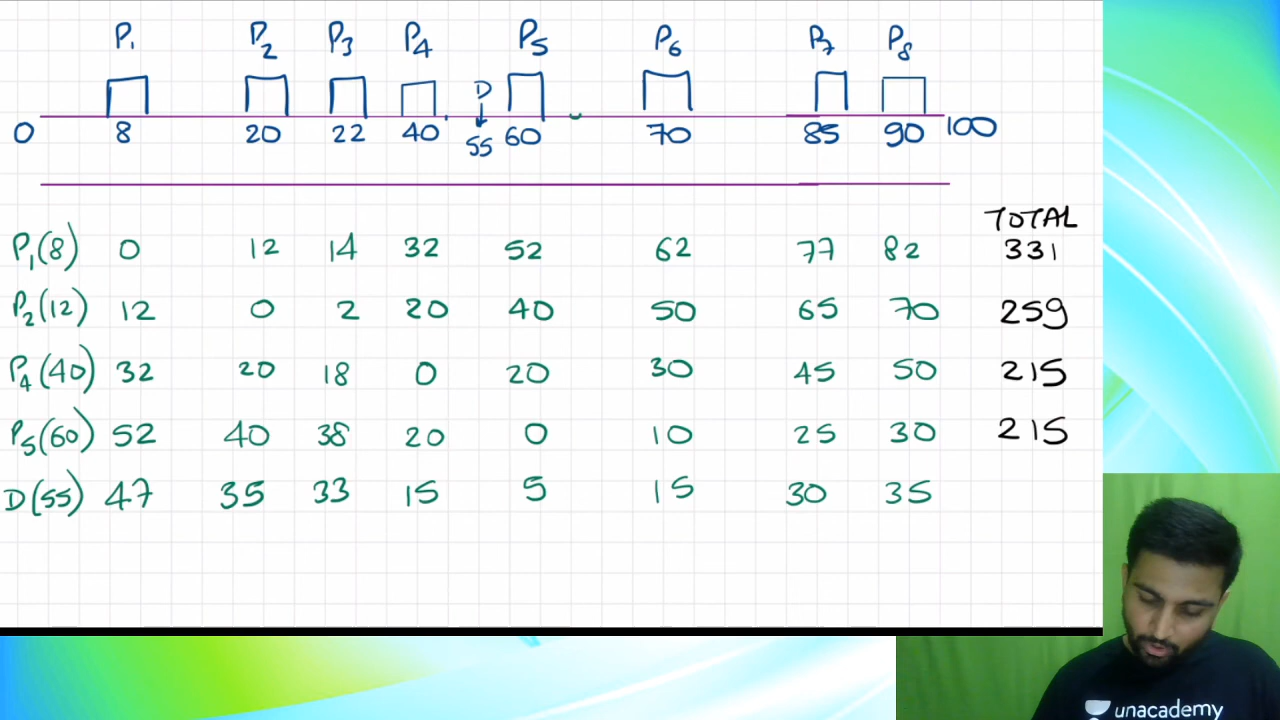 P1 P2 P3 P4 P5 P6 P7 P8
D
0 8 20 22 40 55 60 70 85 90 100
TOTAL
P1(8) 0 12 14 32 52 62 77 82 331
P2(12) 12 0 2 20 40 50 65 70 259
P4(40) 32 20 18 0 20 30 45 50 215
P5(60) 52 40 38 20 0 10 25 30 215
D(55) 47 35 33 15 5 15 30 35
unacademy